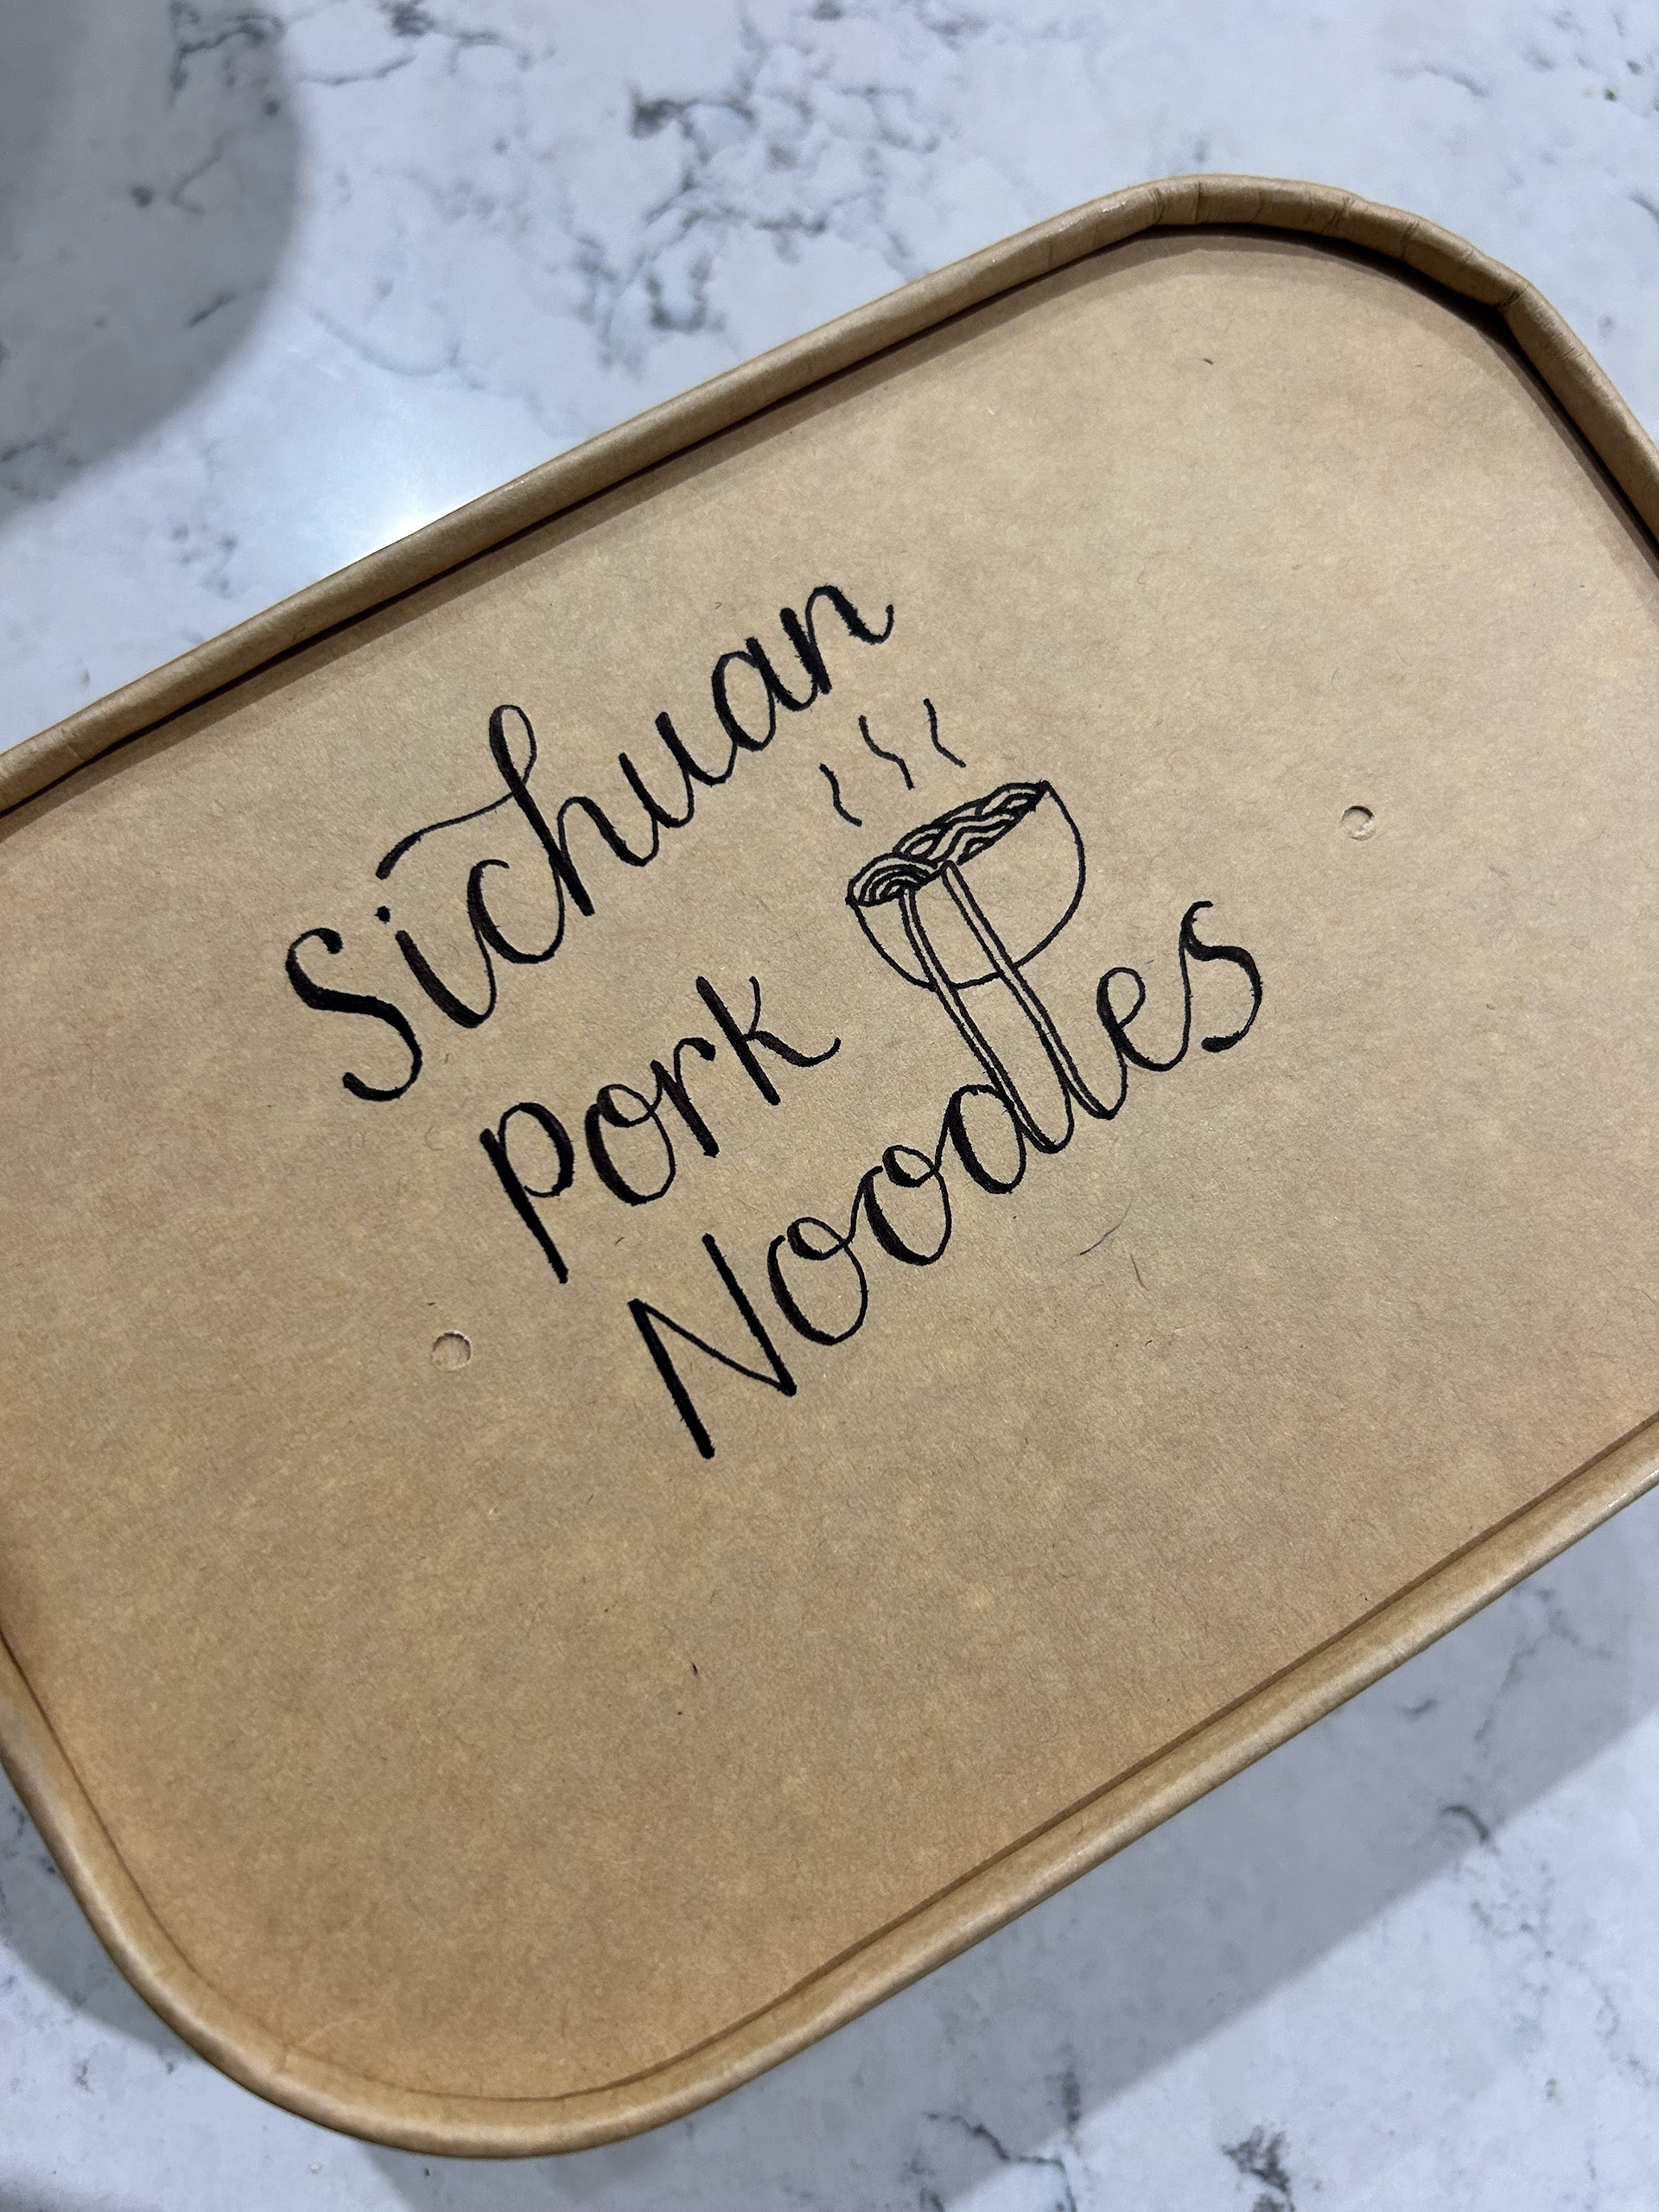 Sichuan
Pork
Noodles